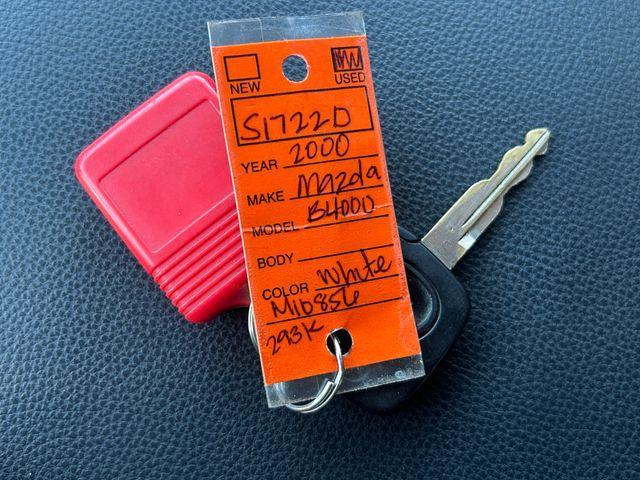 NEW USED
S1722D
YEAR 2000
MAKE Mazda
MODEL B4000
BODY
COLOR White
M10856
293K